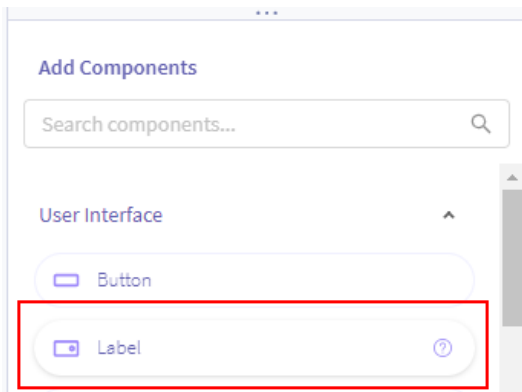 Add Components
Search components...
User Interface
Button
Label